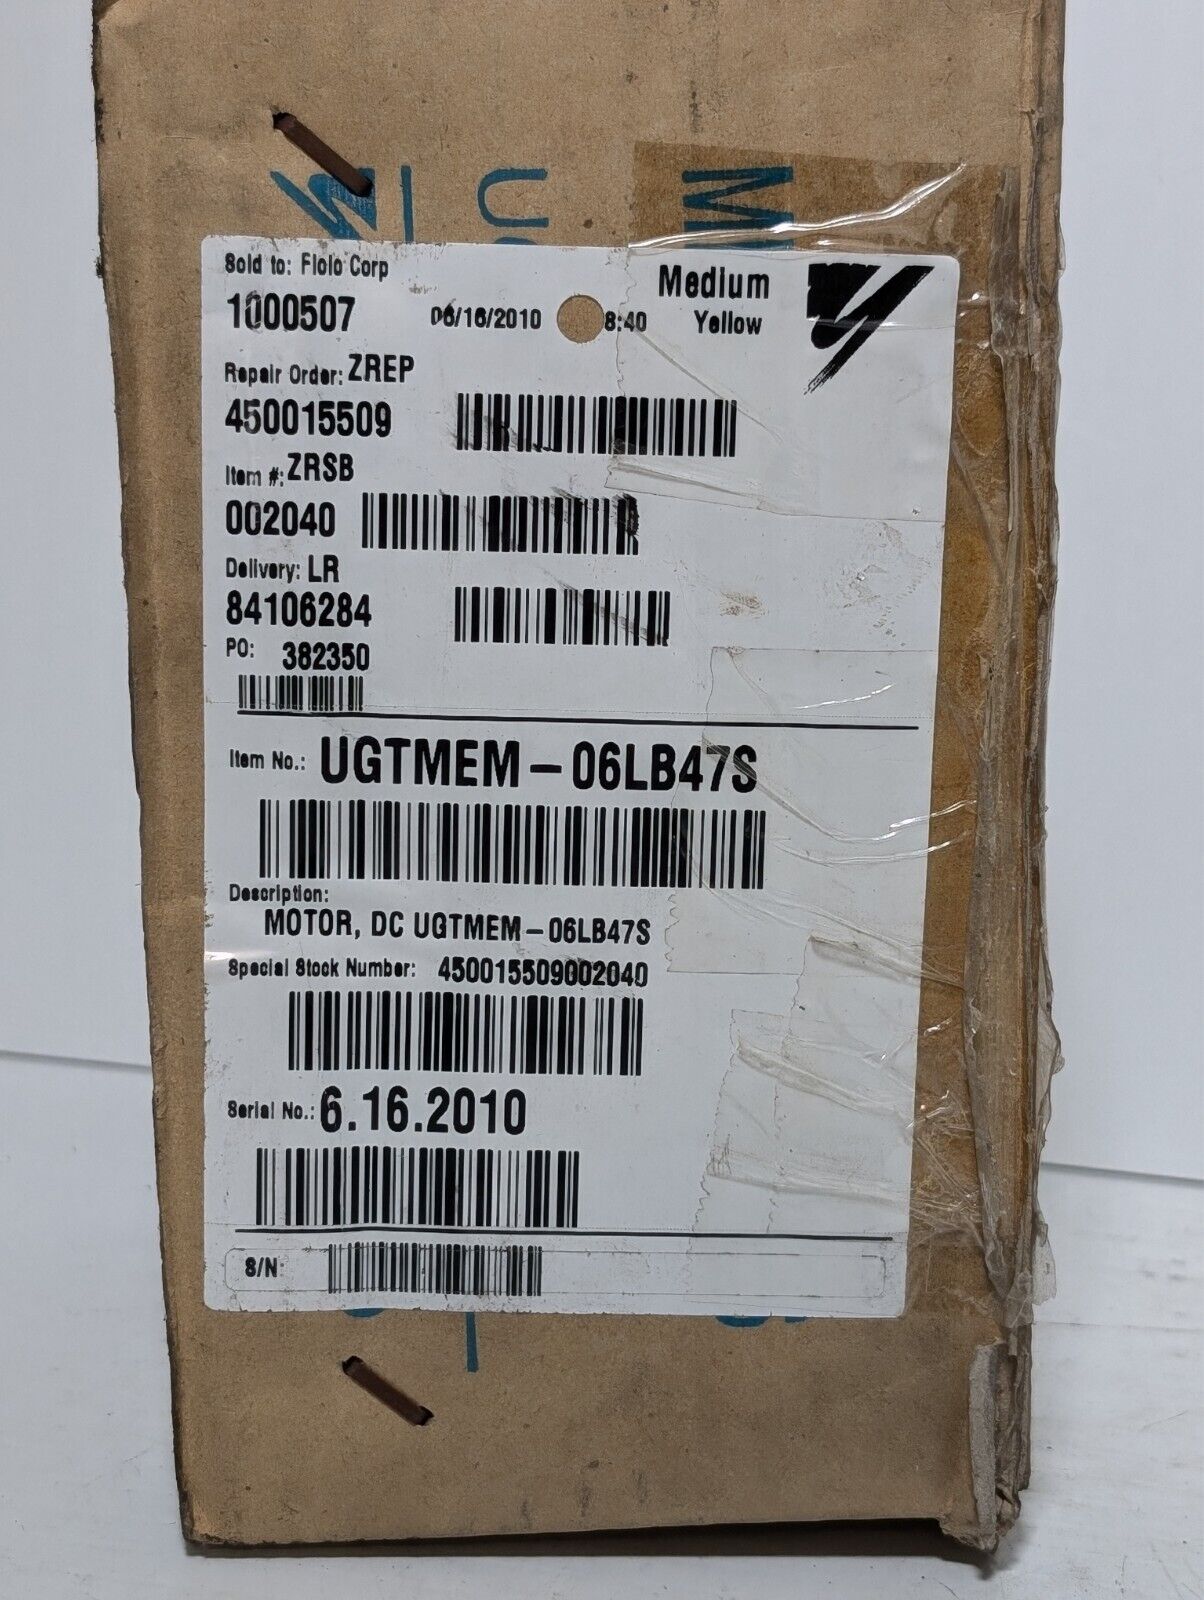 Sold to: Flolo Corp
1000507 06/16/2010 8:40
Medium
Yellow
Repair Order: ZREP
450015509
Item #: ZRSB
002040
Delivery: LR
84106284
PO: 382350
Item No.: UGTMEM-06LB47S
Description:
MOTOR, DC UGTMEM-06LB47S
Special Stock Number: 450015509002040
Serial No.: 6.16.2010
S/N: